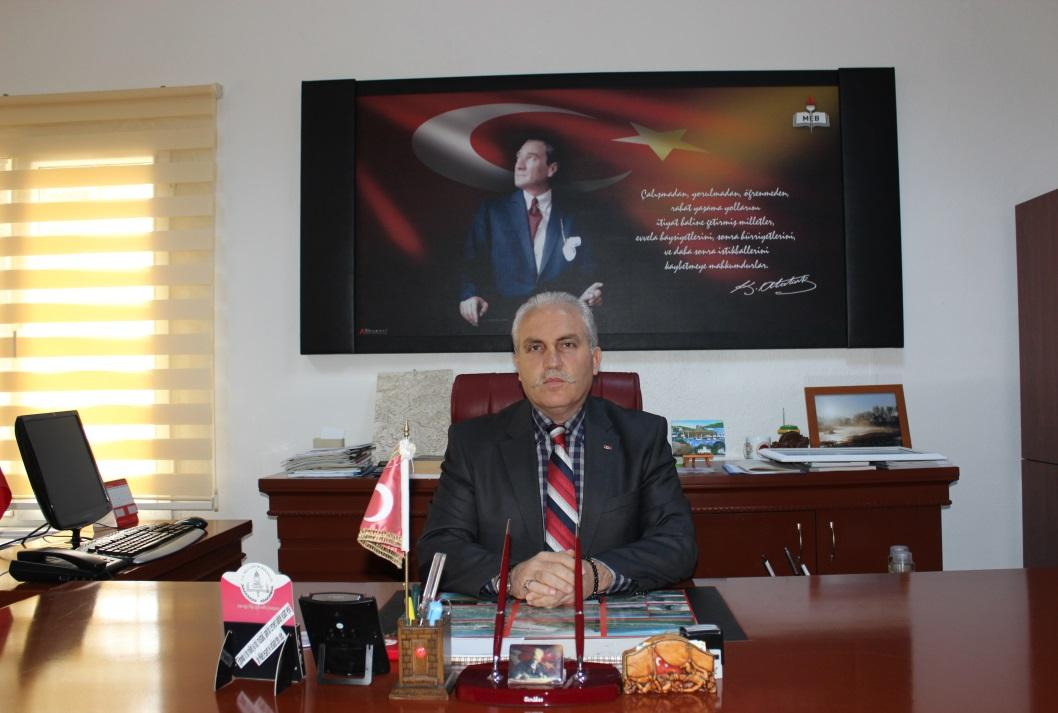 MEB
Çalışmadan, yorulmadan, öğrenmeden,
rahat yaşama yollarını
itiyat haline getirmiş milletler,
evvela haysiyetlerini, sonra hürriyetlerini,
ve daha sonra istikballerini
kaybetmeye mahkumdurlar.
K. Atatürk